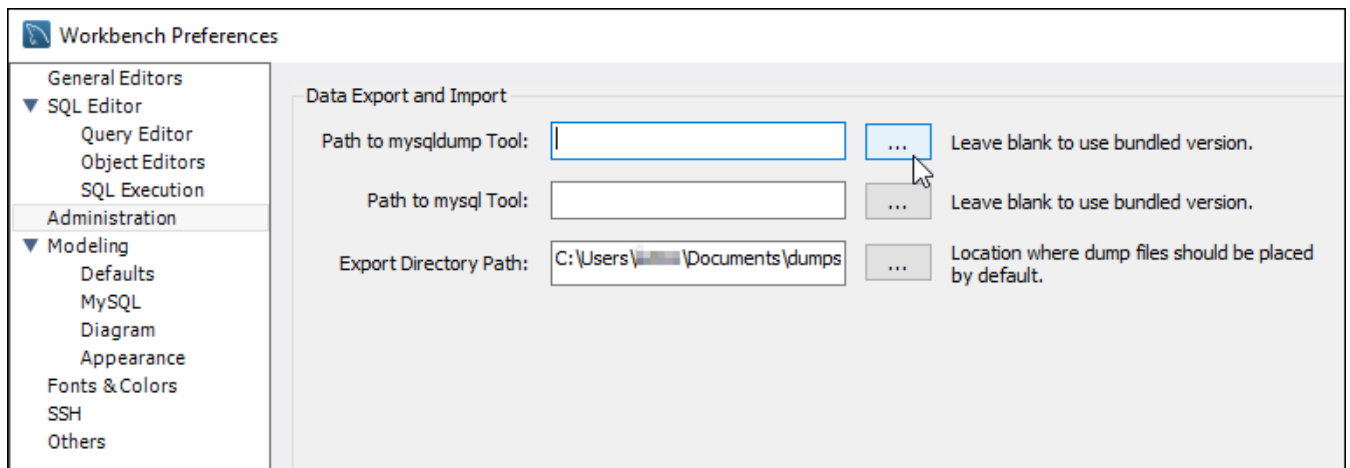 Workbench Preferences
General Editors
SQL Editor
Query Editor
Object Editors
SQL Execution
Administration
Modeling
Defaults
MySQL
Diagram
Appearance
Fonts & Colors
SSH
Others
Data Export and Import
Path to mysqldump Tool:
...
Leave blank to use bundled version.
Path to mysql Tool:
...
Leave blank to use bundled version.
Export Directory Path:
C:\Users\ \Documents\dumps
...
Location where dump files should be placed
by default.